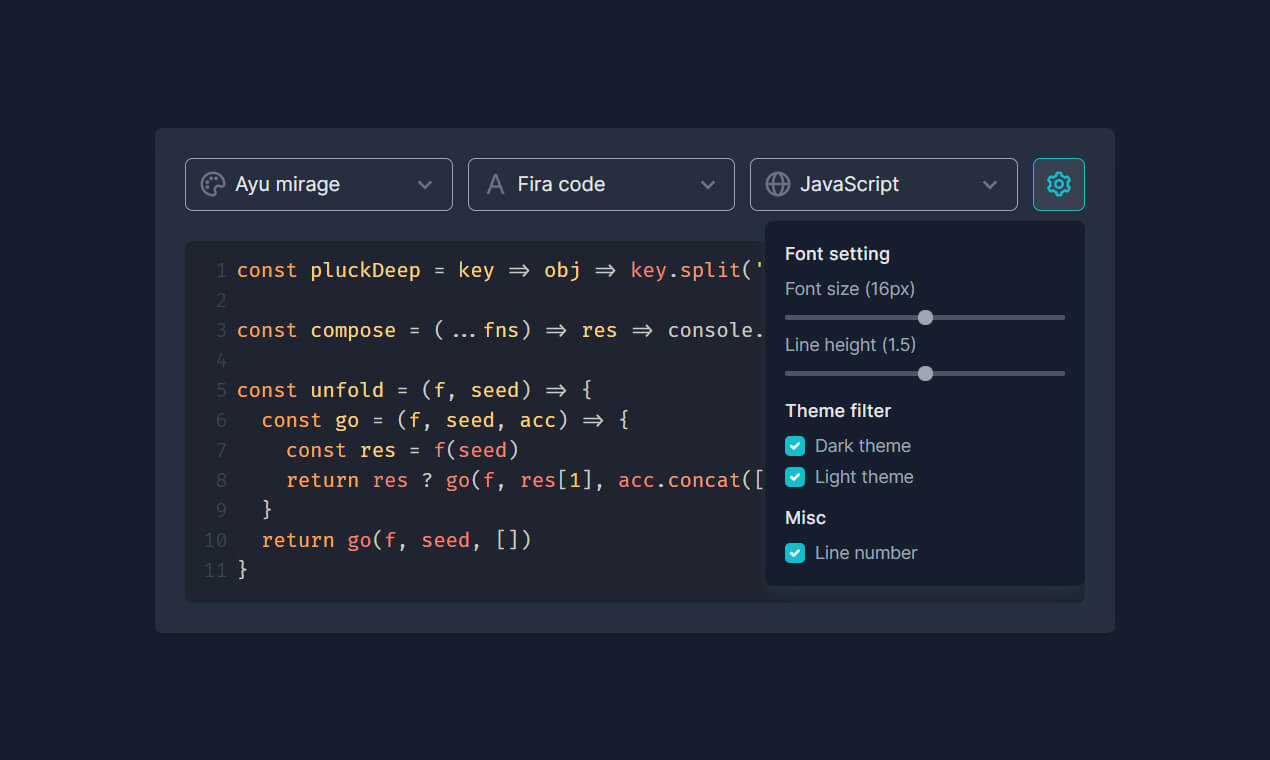 Ayu mirage
Fira code
JavaScript
1 const pluckDeep = key => obj => key.split('
2
3 const compose = (...fns) => res => console.
4
5 const unfold = (f, seed) => {
6   const go = (f, seed, acc) => {
7     const res = f(seed)
8     return res ? go(f, res[1], acc.concat([
9   }
10   return go(f, seed, [])
11 }
Font setting
Font size (16px)
Line height (1.5)
Theme filter
Dark theme
Light theme
Misc
Line number